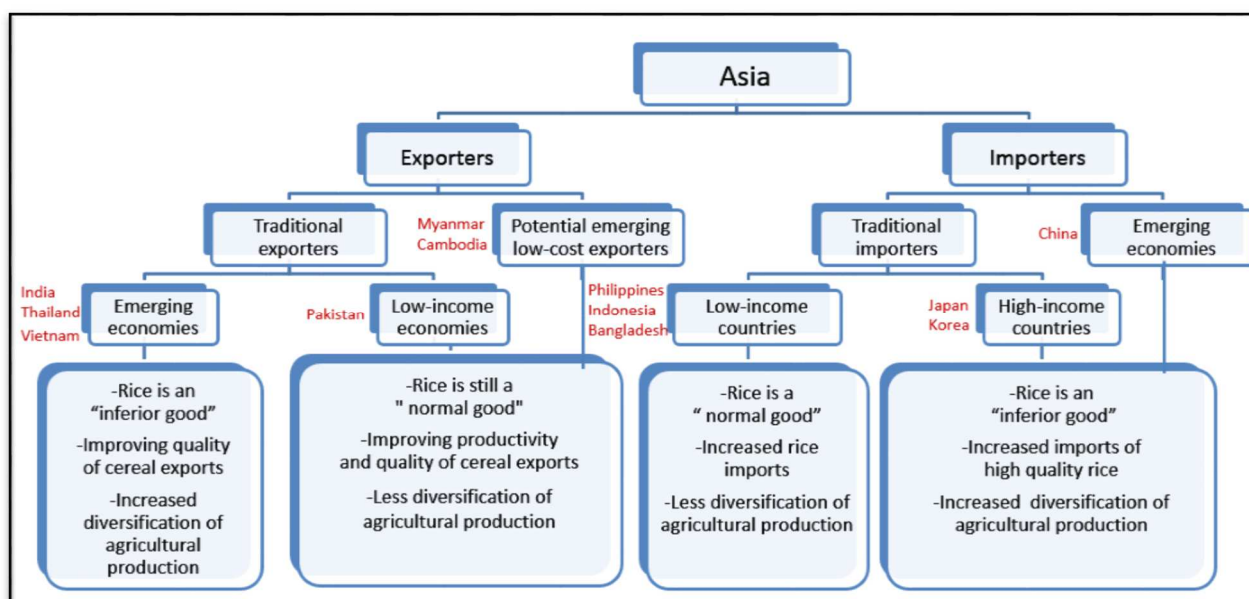 Asia
Exporters
Importers
Traditional
exporters
Myanmar
Cambodia
Potential emerging
low-cost exporters
Traditional
importers
China
Emerging
economies
India
Thailand
Vietnam
Emerging
economies
Pakistan
Low-income
economies
Philippines
Indonesia
Bangladesh
Low-income
countries
Japan
Korea
High-income
countries
-Rice is an
“inferior good”
-Improving quality
of cereal exports
-Increased
diversification of
agricultural
production
-Rice is still a
" normal good"
-Improving productivity
and quality of cereal exports
-Less diversification of
agricultural production
-Rice is a
“ normal good”
-Increased rice
imports
-Less diversification of
agricultural production
-Rice is an
“inferior good”
-Increased imports of
high quality rice
-Increased diversification of
agricultural production